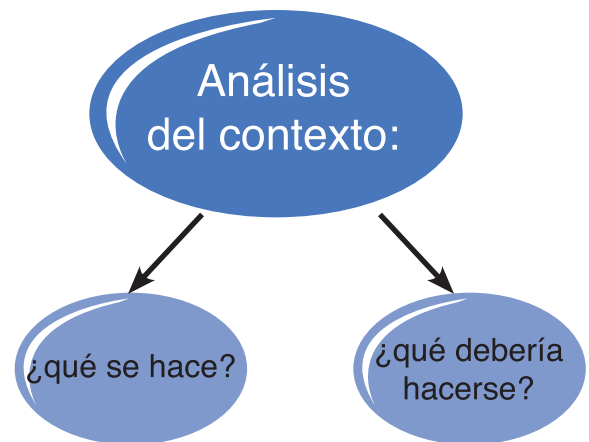 Análisis
del contexto:
¿qué se hace?
¿qué debería
hacerse?